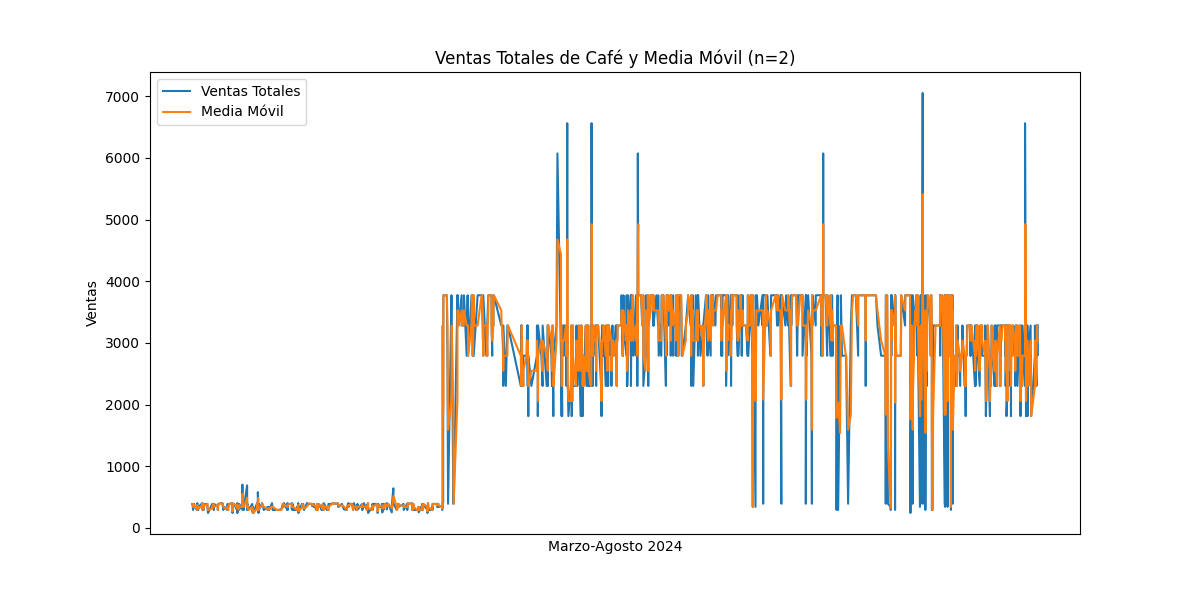 Ventas Totales de Café y Media Móvil (n=2)
Ventas Totales
Media Móvil
7000
6000
5000
4000
3000
2000
1000
0
Ventas
Marzo-Agosto 2024